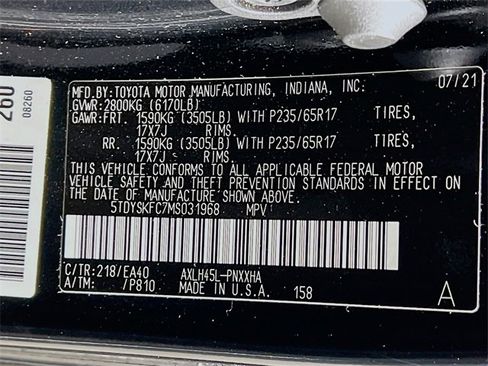 260
08260
MFD. BY: TOYOTA MOTOR MANUFACTURING, INDIANA, INC. 07/21
GVWR: 2800KG (6170LB)
GAWR: FRT. 1590KG (3505LB) WITH P235/65R17 TIRES,
17X7J RIMS.
RR. 1590KG (3505LB) WITH P235/65R17 TIRES,
17X7J RIMS.
THIS VEHICLE CONFORMS TO ALL APPLICABLE FEDERAL MOTOR
VEHICLE SAFETY AND THEFT PREVENTION STANDARDS IN EFFECT ON
THE DATE OF MANUFACTURE SHOWN ABOVE.
5TDYSKFC7MS031968 MPV
C/TR: 218/EA40 AXLH45L-PNXXHA
A/TM: /P810 MADE IN U.S.A. 158 A